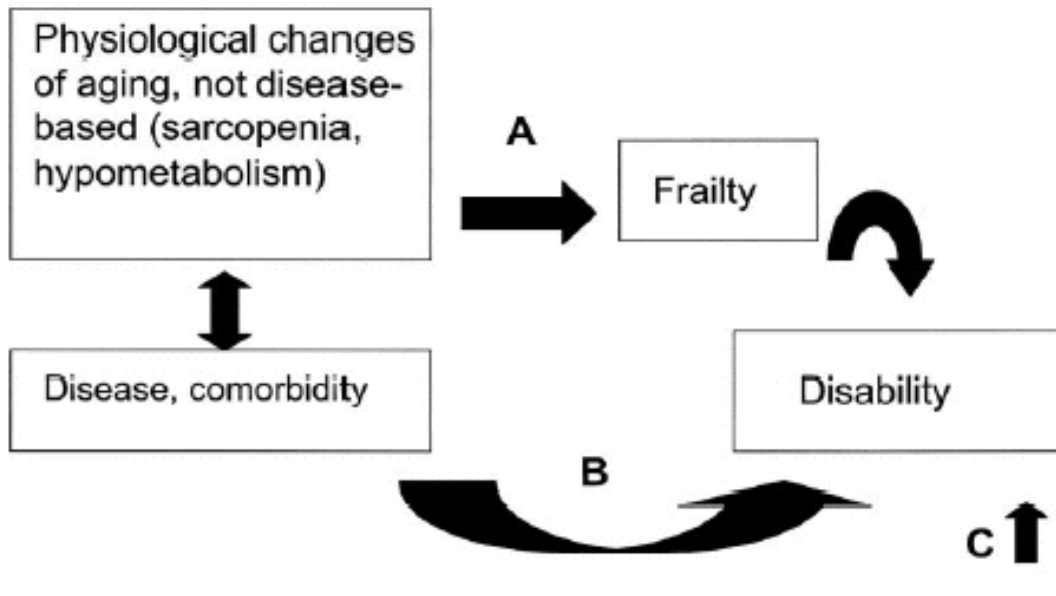 Physiological changes
of aging, not disease-
based (sarcopenia,
hypometabolism)
A
Frailty
Disease, comorbidity
Disability
B
C